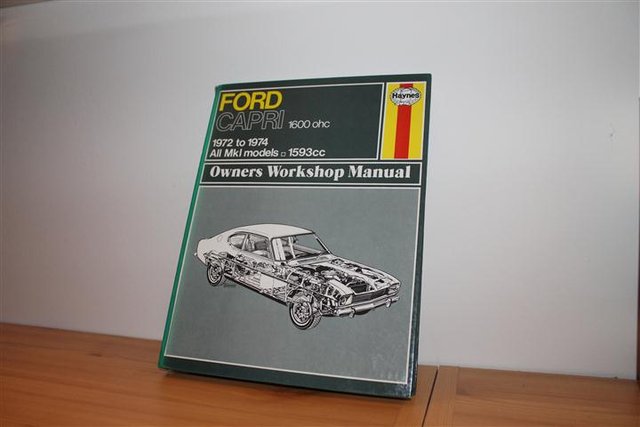 FORD
CAPRI 1600 ohc
1972 to 1974
All MkI models □ 1593cc
Haynes
Owners Workshop Manual